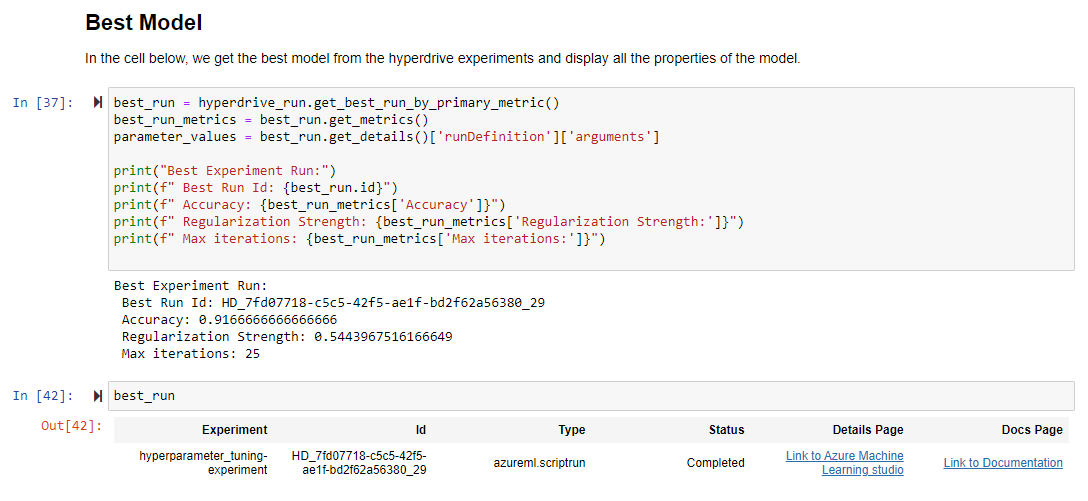 Best Model
In the cell below, we get the best model from the hyperdrive experiments and display all the properties of the model.
In [37]:
best_run = hyperdrive_run.get_best_run_by_primary_metric()
best_run_metrics = best_run.get_metrics()
parameter_values = best_run.get_details()['runDefinition']['arguments']
print("Best Experiment Run:")
print(f" Best Run Id: {best_run.id}")
print(f" Accuracy: {best_run_metrics['Accuracy']}")
print(f" Regularization Strength: {best_run_metrics['Regularization Strength:']}")
print(f" Max iterations: {best_run_metrics['Max iterations:']}")
Best Experiment Run:
Best Run Id: HD_7fd07718-c5c5-42f5-ae1f-bd2f62a56380_29
Accuracy: 0.9166666666666666
Regularization Strength: 0.5443967516166649
Max iterations: 25
In [42]:
best_run
Out[42]:
Experiment Id Type Status Details Page Docs Page
hyperparameter_tuning- HD_7fd07718-c5c5-42f5- Link to Azure Machine
azureml.scriptrun Completed Link to Documentation
experiment ae1f-bd2f62a56380_29 Learning studio